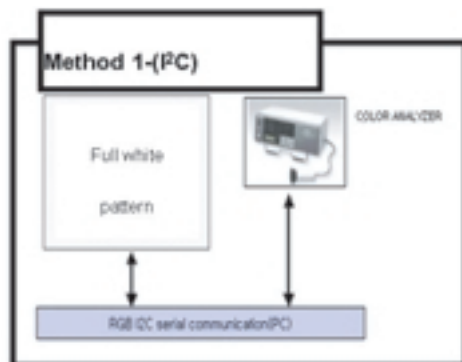 Method 1-(I²C)
COLOR ANALYZER
Full white
pattern
RGB I2C serial communication(PC)